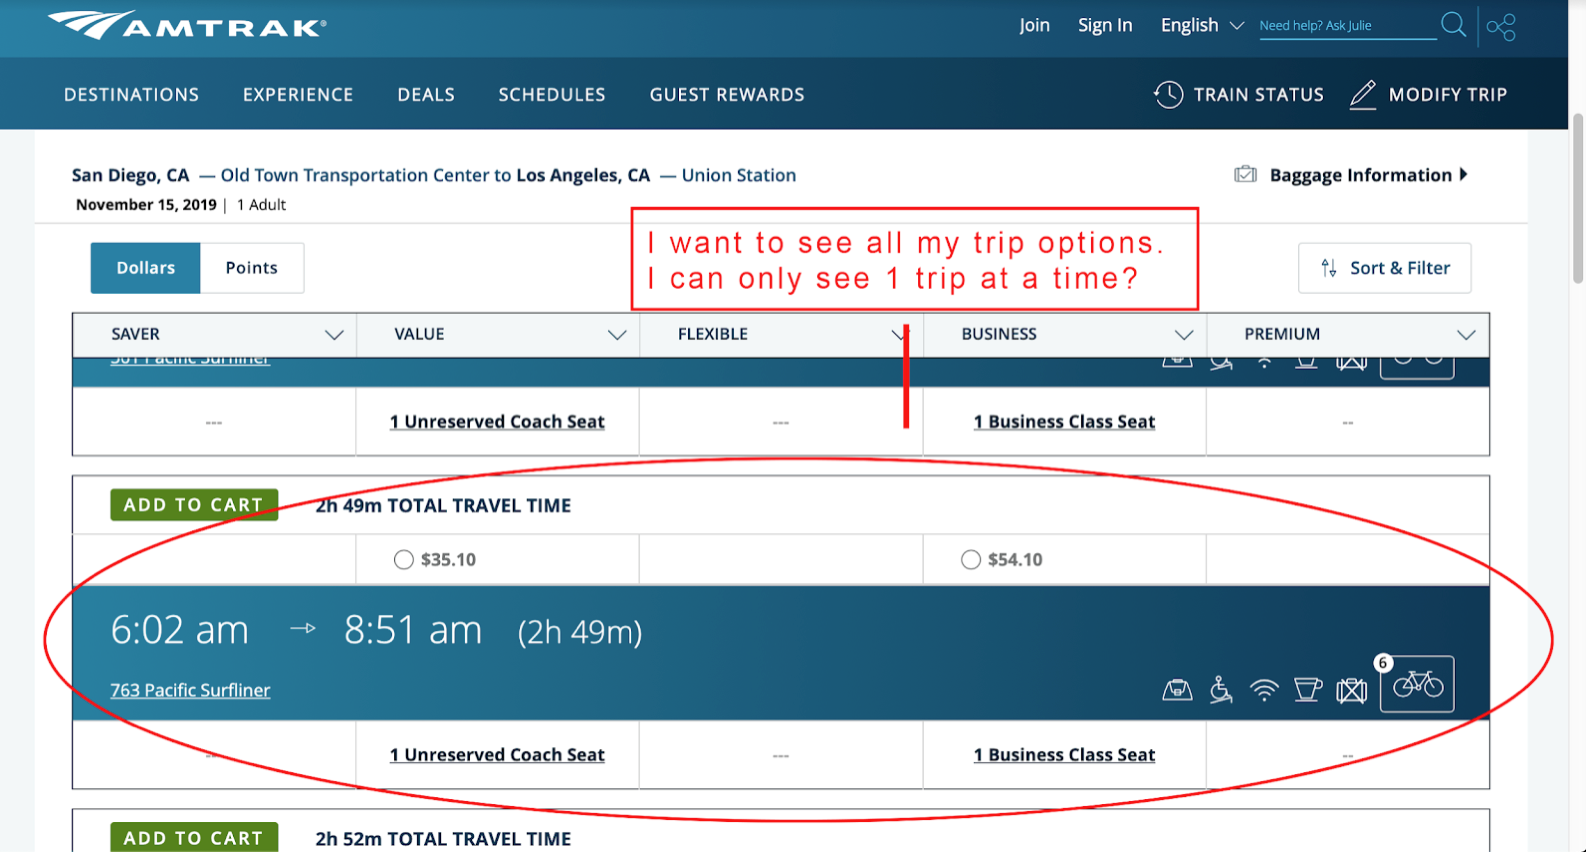 AMTRAK®
Join Sign In English Need help? Ask Julie
DESTINATIONS EXPERIENCE DEALS SCHEDULES GUEST REWARDS TRAIN STATUS MODIFY TRIP
San Diego, CA — Old Town Transportation Center to Los Angeles, CA — Union Station Baggage Information
November 15, 2019 | 1 Adult
I want to see all my trip options.
I can only see 1 trip at a time?
Dollars Points Sort & Filter
SAVER VALUE FLEXIBLE BUSINESS PREMIUM
Pacific Surfliner
--- 1 Unreserved Coach Seat --- 1 Business Class Seat --
ADD TO CART 2h 49m TOTAL TRAVEL TIME
$35.10 $54.10
6:02 am → 8:51 am (2h 49m)
6
763 Pacific Surfliner
--- 1 Unreserved Coach Seat --- 1 Business Class Seat --
ADD TO CART 2h 52m TOTAL TRAVEL TIME